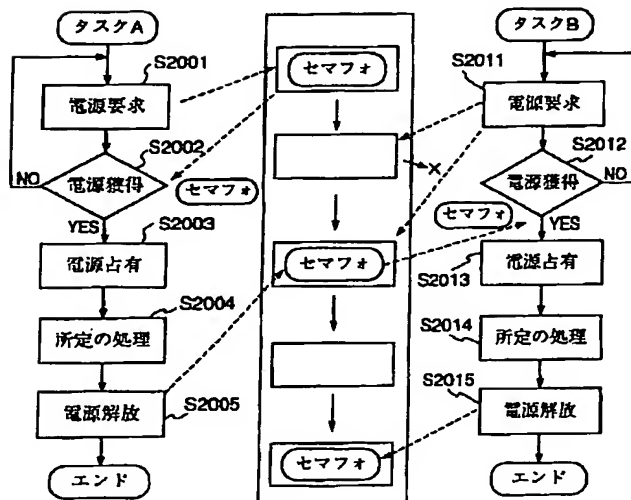 タスクA
S2001
電源要求
S2002
NO
電源獲得
セマフォ
YES
S2003
電源占有
S2004
所定の処理
電源解放
S2005
エンド
セマフォ
×
セマフォ
セマフォ
タスクB
S2011
電源要求
S2012
電源獲得
NO
セマフォ
YES
電源占有
S2013
S2014
所定の処理
S2015
電源解放
エンド